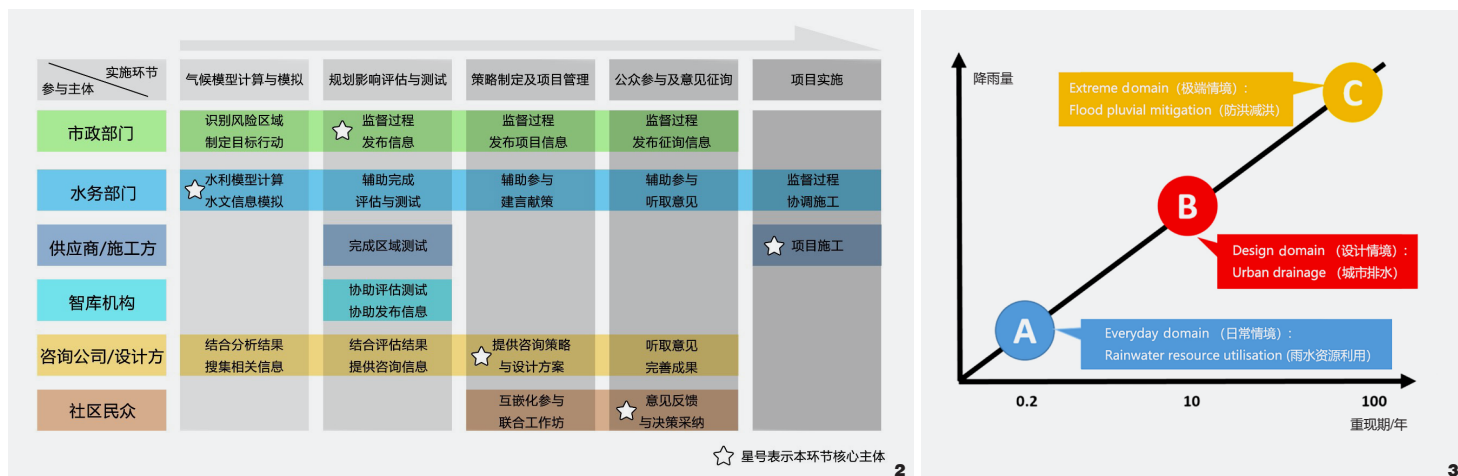 实施环节
参与主体
气候模型计算与模拟
规划影响评估与测试
策略制定及项目管理
公众参与及意见征询
项目实施
市政部门
识别风险区域
制定目标行动
监督过程
发布信息
监督过程
发布项目信息
监督过程
发布征询信息
水务部门
水利模型计算
水文信息模拟
辅助完成
评估与测试
辅助参与
建言献策
辅助参与
听取意见
监督过程
协调施工
供应商/施工方
完成区域测试
项目施工
智库机构
协助评估测试
协助发布信息
咨询公司/设计方
结合分析结果
搜集相关信息
结合评估结果
提供咨询信息
提供咨询策略
与设计方案
听取意见
完善成果
社区民众
互嵌化参与
联合工作坊
意见反馈
与决策采纳
星号表示本环节核心主体
2
降雨量
Extreme domain（极端情境）:
Flood pluvial mitigation（防洪减洪）
C
B
Design domain （设计情境）:
Urban drainage （城市排水）
A
Everyday domain （日常情境）:
Rainwater resource utilisation (雨水资源利用）
0.2
10
100
重现期/年
3